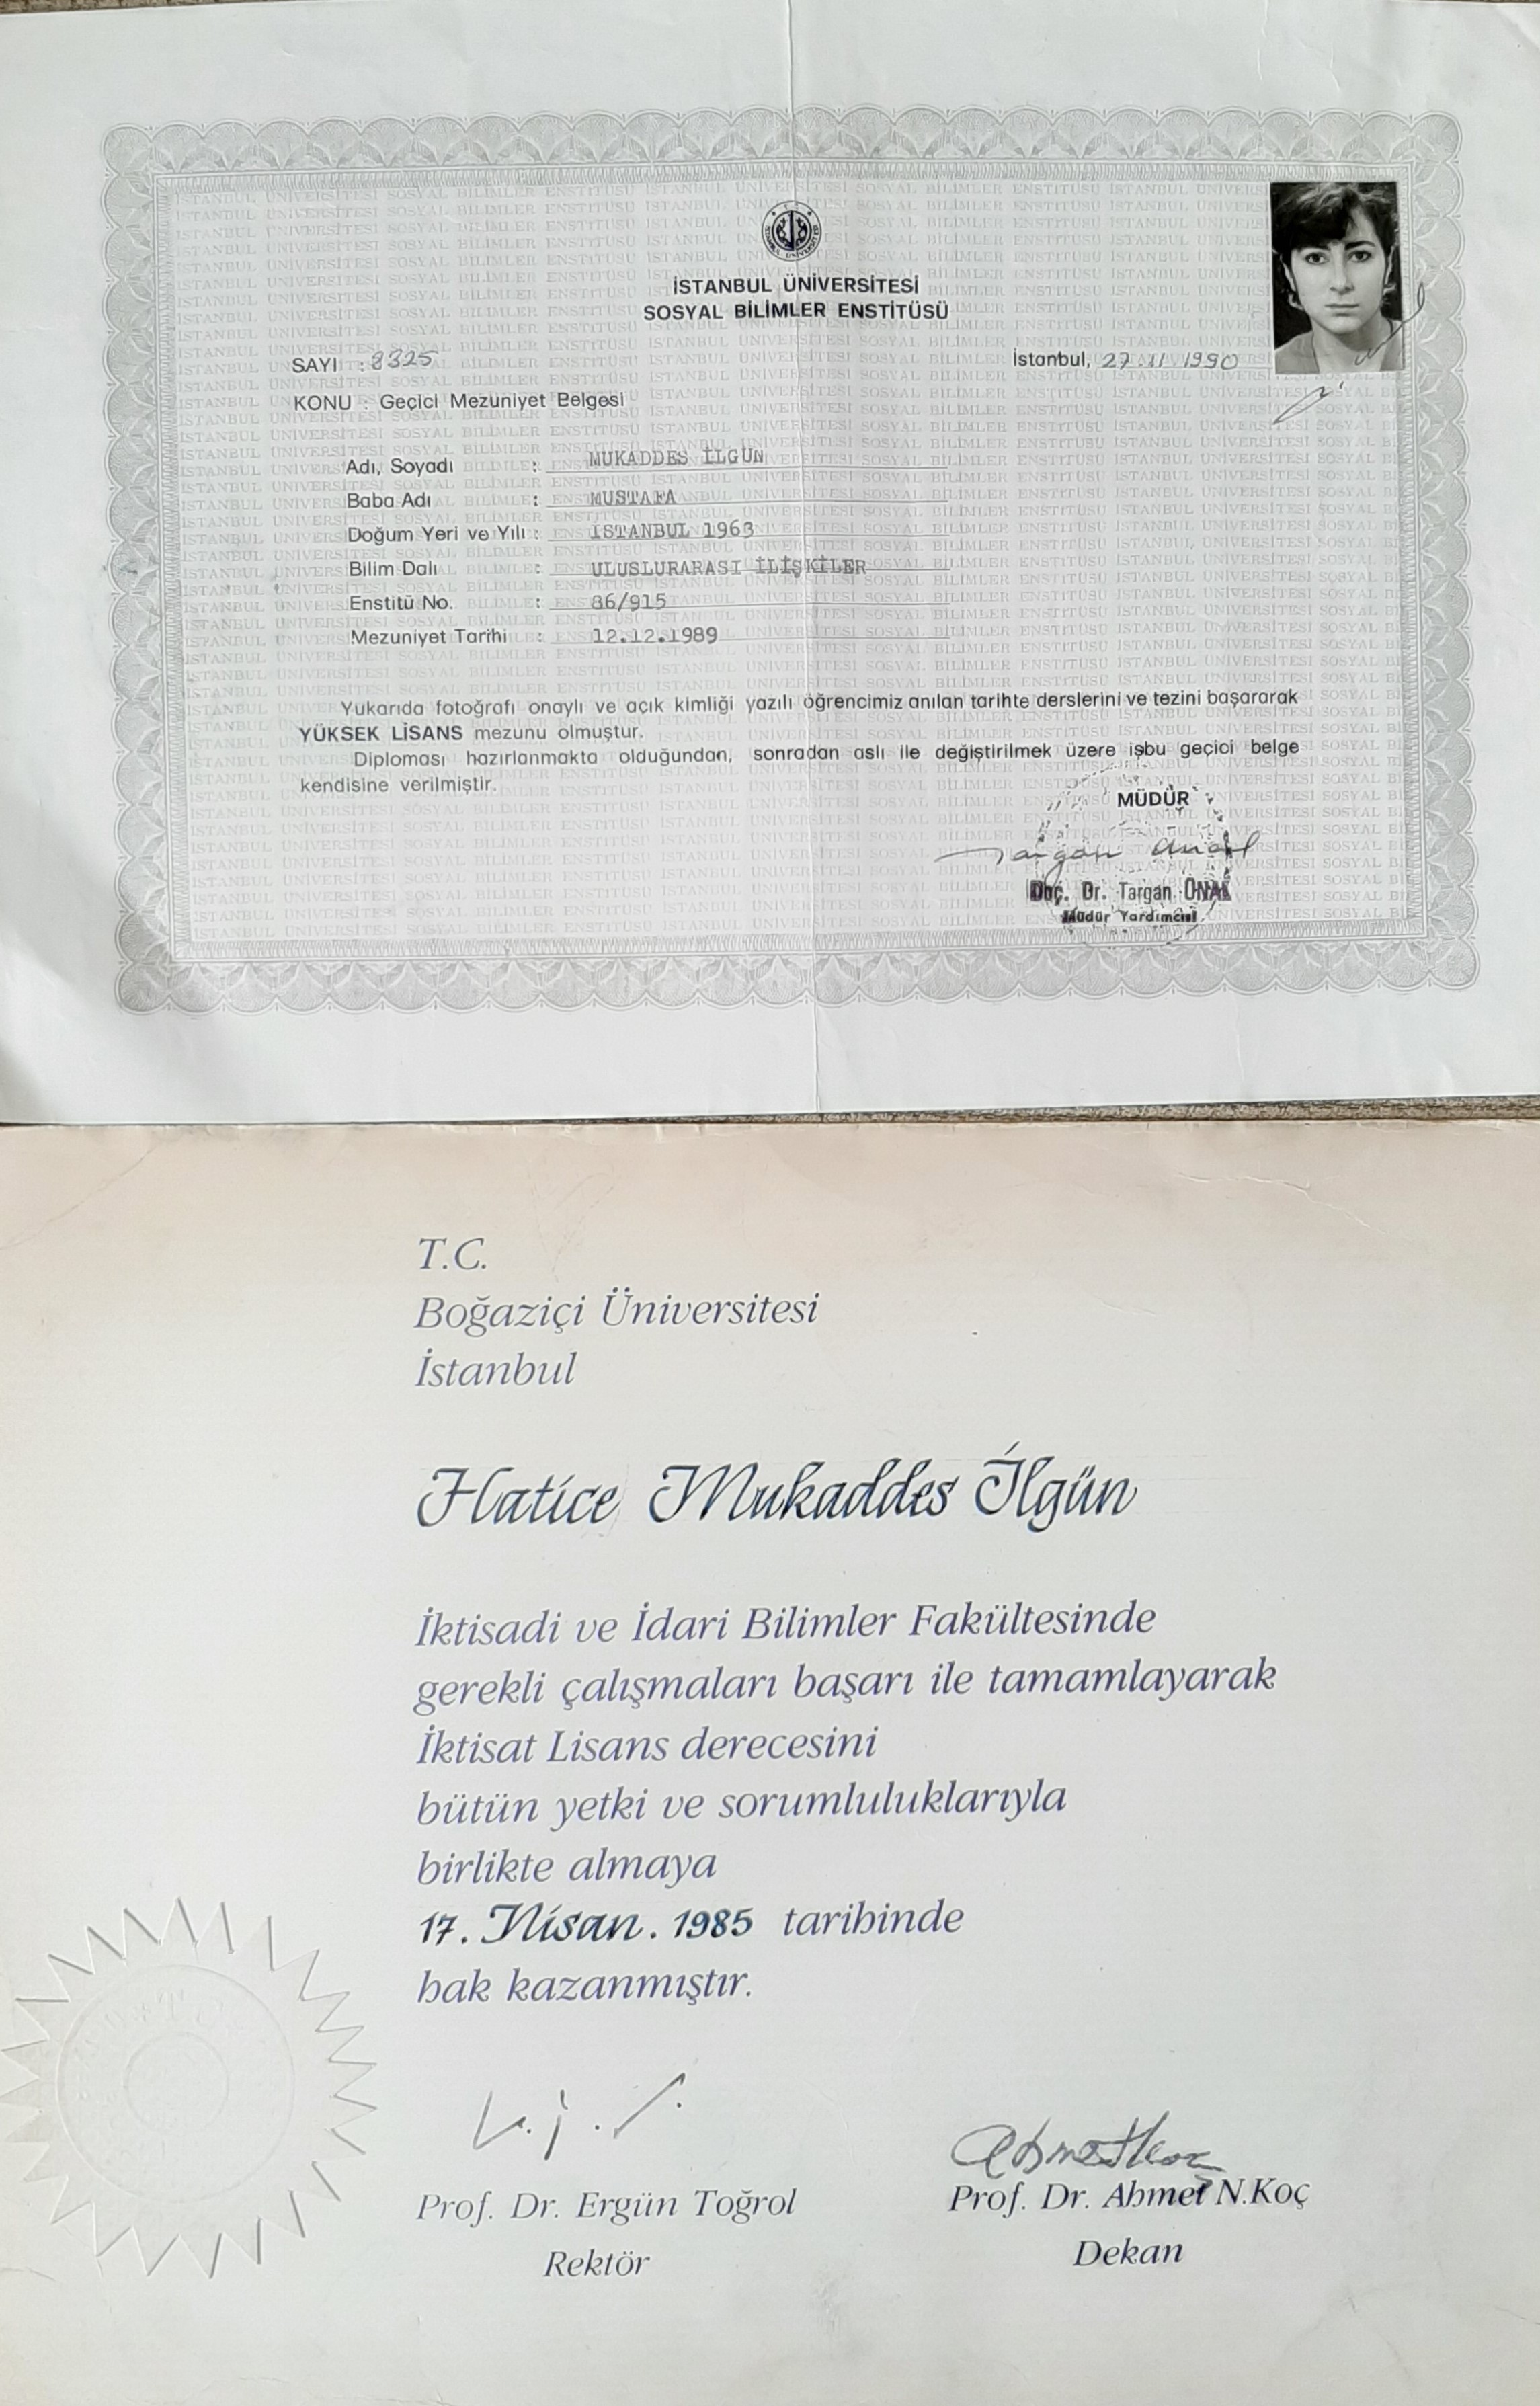 İSTANBUL ÜNİVERSİTESİ
SOSYAL BİLİMLER ENSTİTÜSÜ
SAYI : 8325
İstanbul, 27.11.1990
KONU : Geçici Mezuniyet Belgesi
Adı, Soyadı : MUKADDES İLGÜN
Baba Adı : MUSTAFA
Doğum Yeri ve Yılı : İSTANBUL 1963
Bilim Dalı : ULUSLURARASI İLİŞKİLER
Enstitü No. : 86/915
Mezuniyet Tarihi : 12.12.1989
Yukarıda fotoğrafı onaylı ve açık kimliği yazılı öğrencimiz anılan tarihte derslerini ve tezini başararak
YÜKSEK LİSANS mezunu olmuştur.
Diploması hazırlanmakta olduğundan, sonradan aslı ile değiştirilmek üzere işbu geçici belge
kendisine verilmiştir.
MÜDÜR
Doç. Dr. Targan ÜNAL
Müdür Yardımcısı
T.C.
Boğaziçi Üniversitesi
İstanbul
Hatice Mukaddes İlgün
İktisadi ve İdari Bilimler Fakültesinde
gerekli çalışmaları başarı ile tamamlayarak
İktisat Lisans derecesini
bütün yetki ve sorumluluklarıyla
birlikte almaya
17. Nisan. 1985 tarihinde
hak kazanmıştır.
Prof. Dr. Ergün Toğrol
Rektör
Prof. Dr. Ahmet N.Koç
Dekan